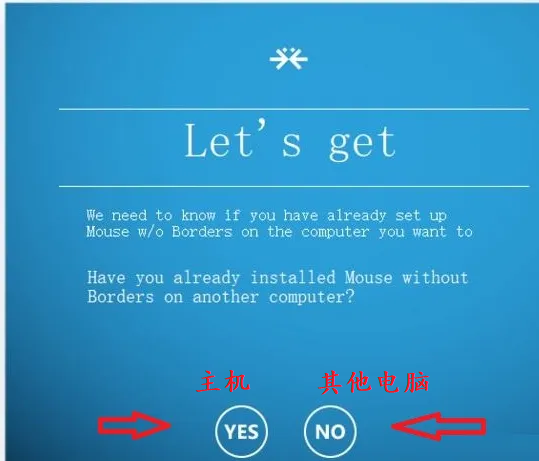 Let's get
We need to know if you have already set up
Mouse w/o Borders on the computer you want to
Have you already installed Mouse without
Borders on another computer?
主机 其他电脑
YES NO